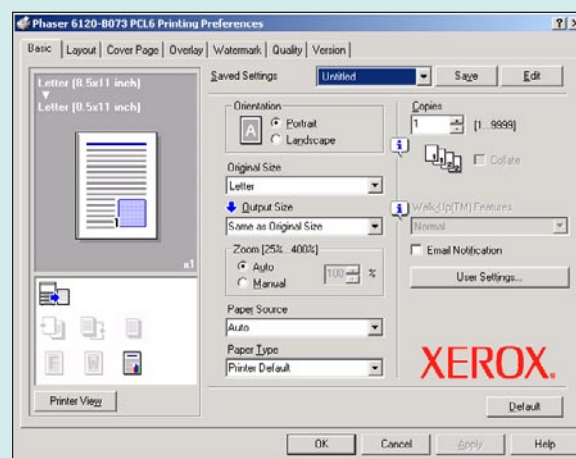 Phaser 6120-B073 PCL6 Printing Preferences
Basic Layout Cover Page Overlay Watermark Quality Version
Letter (8.5x11 inch)
Letter (8.5x11 inch)
1
x1
Printer View
Saved Settings Untitled Save Edit
Orientation
A
Portrait
Landscape
Original Size
Letter
Output Size
Same as Original Size
Zoom [25%...400%]
Auto
Manual
100 %
Paper Source
Auto
Paper Type
Printer Default
Copies
1 [1...9999]
Collate
Walk-Up(TM) Features
Normal
Email Notification
User Settings...
XEROX.
Default
OK Cancel Apply Help